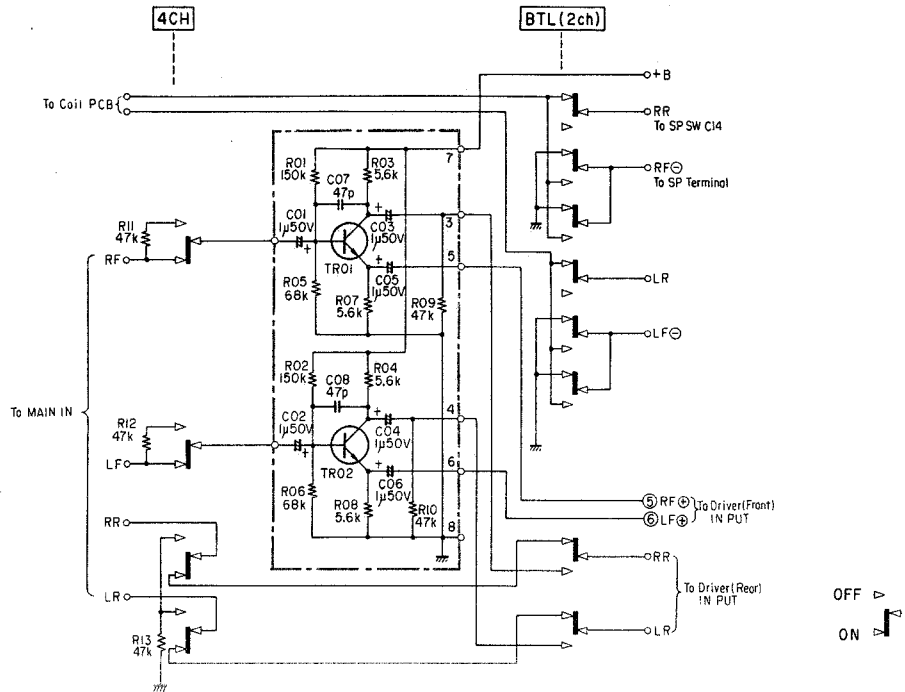 4CH
BTL(2ch)
To Coil PCB
+B
RR
To SP SW C14
RF⊖
To SP Terminal
LR
LF⊖
7
R01
150k
R03
5.6k
C07
47p
C01
1μ50V
+
+
C03
1μ50V
3
TR01
+
C05
1μ50V
5
R05
68k
R07
5.6k
R09
47k
R11
47k
RF
To MAIN IN
R02
150k
R04
5.6k
C08
47p
C02
1μ50V
+
+
C04
1μ50V
4
TR02
+
C06
1μ50V
6
R06
68k
R08
5.6k
R10
47k
8
R12
47k
LF
RR
LR
R13
47k
⑤ RF⊕
⑥ LF⊕
To Driver(Front)
IN PUT
RR
To Driver(Rear)
IN PUT
LR
OFF
ON